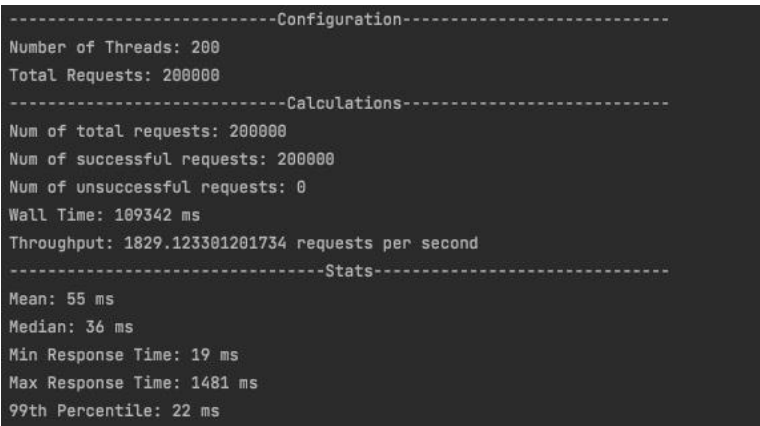 ----------------------------Configuration----------------------------
Number of Threads: 200
Total Requests: 200000
-----------------------------Calculations----------------------------
Num of total requests: 200000
Num of successful requests: 200000
Num of unsuccessful requests: 0
Wall Time: 109342 ms
Throughput: 1829.123301201734 requests per second
---------------------------------Stats-------------------------------
Mean: 55 ms
Median: 36 ms
Min Response Time: 19 ms
Max Response Time: 1481 ms
99th Percentile: 22 ms